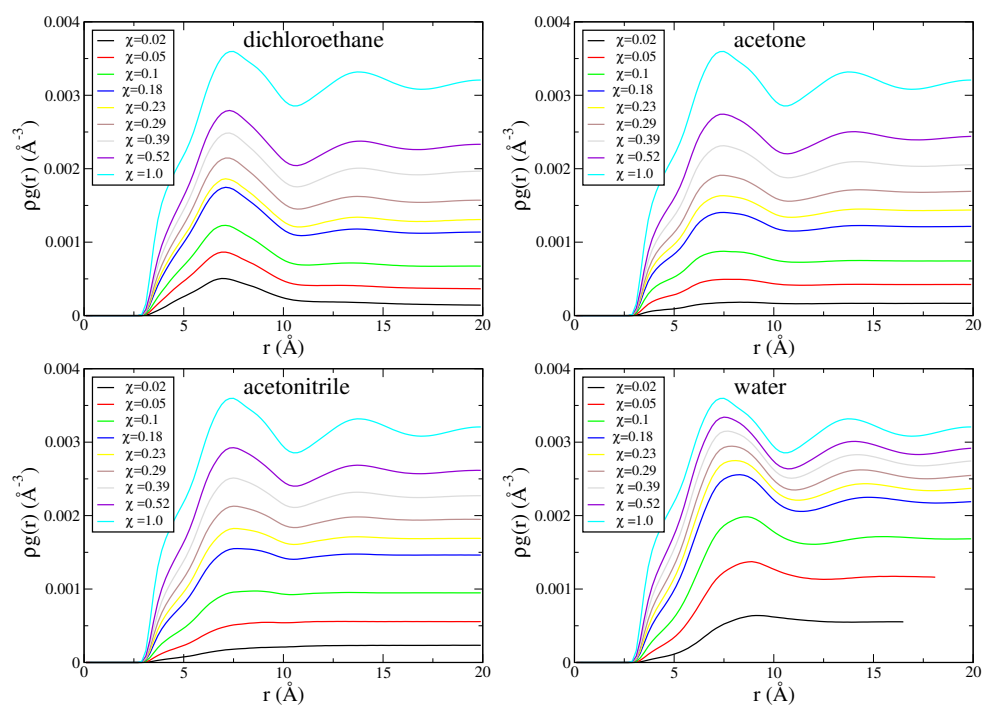 dichloroethane
χ=0.02
χ=0.05
χ=0.1
χ=0.18
χ=0.23
χ=0.29
χ =0.39
χ =0.52
χ =1.0
0.004
0.003
0.002
0.001
0
0 5 10 15 20
ρg(r) (Å⁻³)
r (Å)
acetone
χ=0.02
χ=0.05
χ=0.1
χ=0.18
χ=0.23
χ=0.29
χ =0.39
χ =0.52
χ =1.0
0.004
0.003
0.002
0.001
0
0 5 10 15 20
ρg(r) (Å⁻³)
r (Å)
acetonitrile
χ=0.02
χ=0.05
χ=0.1
χ=0.18
χ=0.23
χ=0.29
χ =0.39
χ =0.52
χ =1.0
0.004
0.003
0.002
0.001
0
0 5 10 15 20
ρg(r) (Å⁻³)
r (Å)
water
χ=0.02
χ=0.05
χ=0.1
χ=0.18
χ=0.23
χ=0.29
χ =0.39
χ =0.52
χ =1.0
0.004
0.003
0.002
0.001
0
0 5 10 15 20
ρg(r) (Å⁻³)
r (Å)